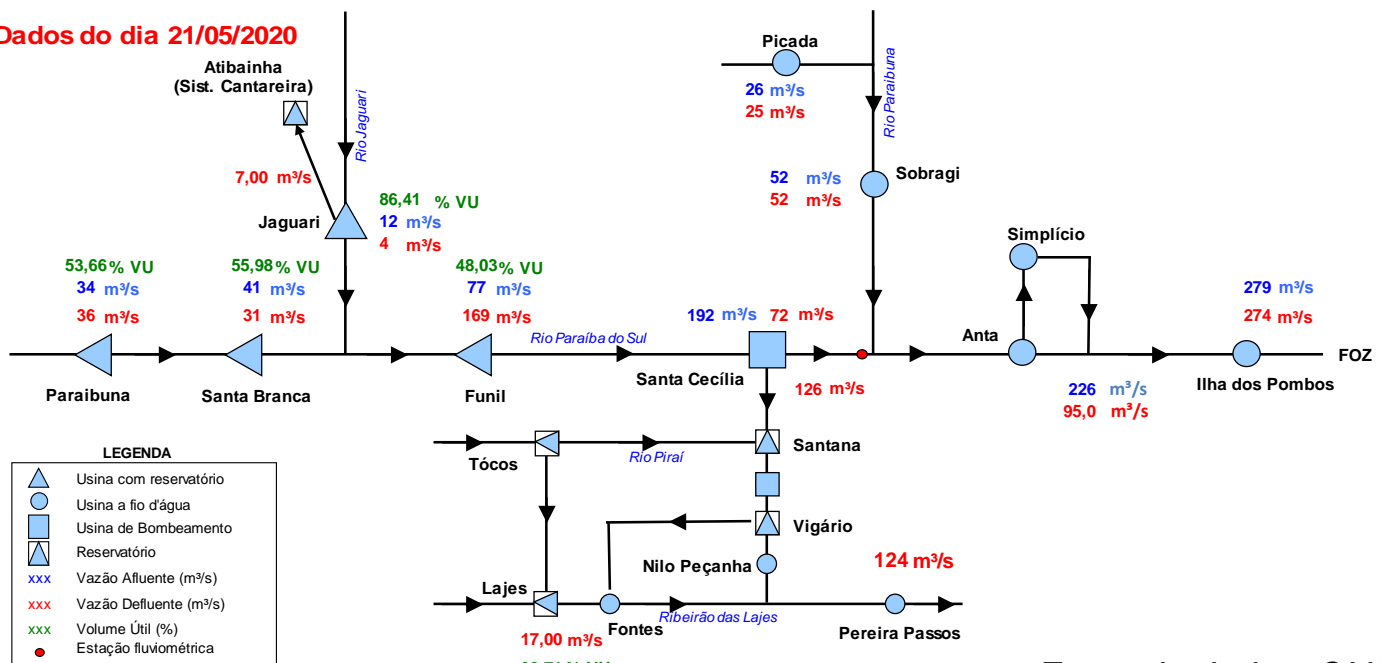 Dados do dia 21/05/2020
Atibainha
(Sist. Cantareira)
Rio Jaguari
7,00 m³/s
Jaguari
86,41 % VU
12 m³/s
4 m³/s
Picada
26 m³/s
25 m³/s
Rio Paraibuna
52 m³/s
52 m³/s
Sobragi
Simplício
53,66% VU
34 m³/s
36 m³/s
Paraibuna
55,98% VU
41 m³/s
31 m³/s
Santa Branca
48,03% VU
77 m³/s
169 m³/s
Funil
Rio Paraíba do Sul
192 m³/s
72 m³/s
Santa Cecília
126 m³/s
Anta
226 m³/s
95,0 m³/s
279 m³/s
274 m³/s
Ilha dos Pombos
FOZ
Tócos
Rio Piraí
Santana
Vigário
Nilo Peçanha
124 m³/s
Lajes
Fontes
Ribeirão das Lajes
Pereira Passos
17,00 m³/s
LEGENDA
Usina com reservatório
Usina a fio d'água
Usina de Bombeamento
Reservatório
xxx Vazão Afluente (m³/s)
xxx Vazão Defluente (m³/s)
xxx Volume Útil (%)
Estação fluviométrica